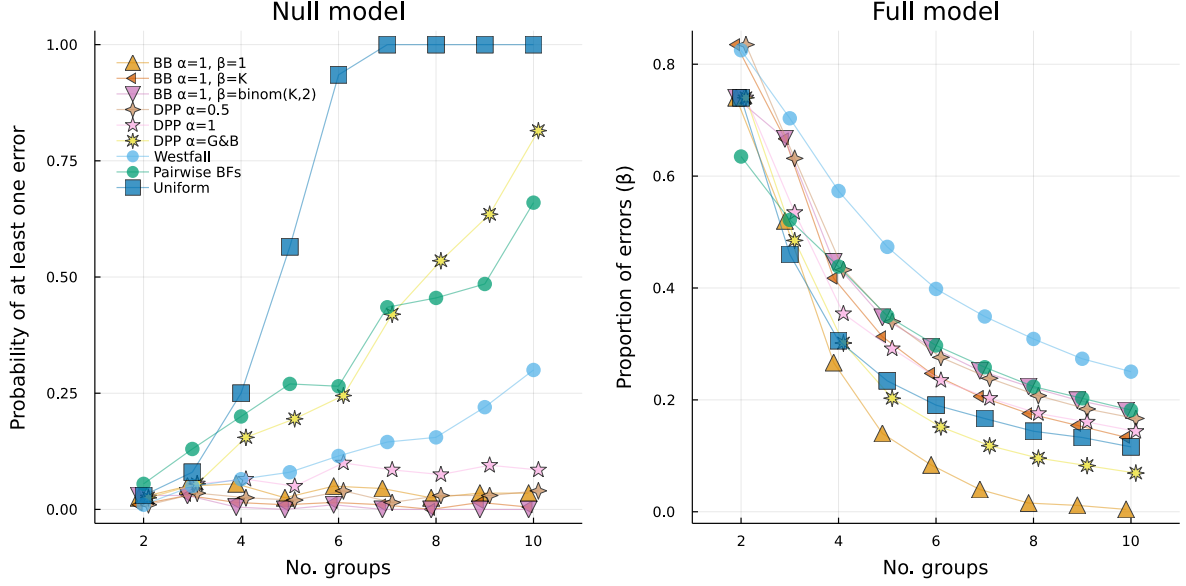 Null model
Probability of at least one error
1.00
0.75
0.50
0.25
0.00
BB α=1, β=1
BB α=1, β=K
BB α=1, β=binom(K,2)
DPP α=0.5
DPP α=1
DPP α=G&B
Westfall
Pairwise BFs
Uniform
2 4 6 8 10
No. groups
Full model
Proportion of errors (β)
0.8
0.6
0.4
0.2
0.0
2 4 6 8 10
No. groups